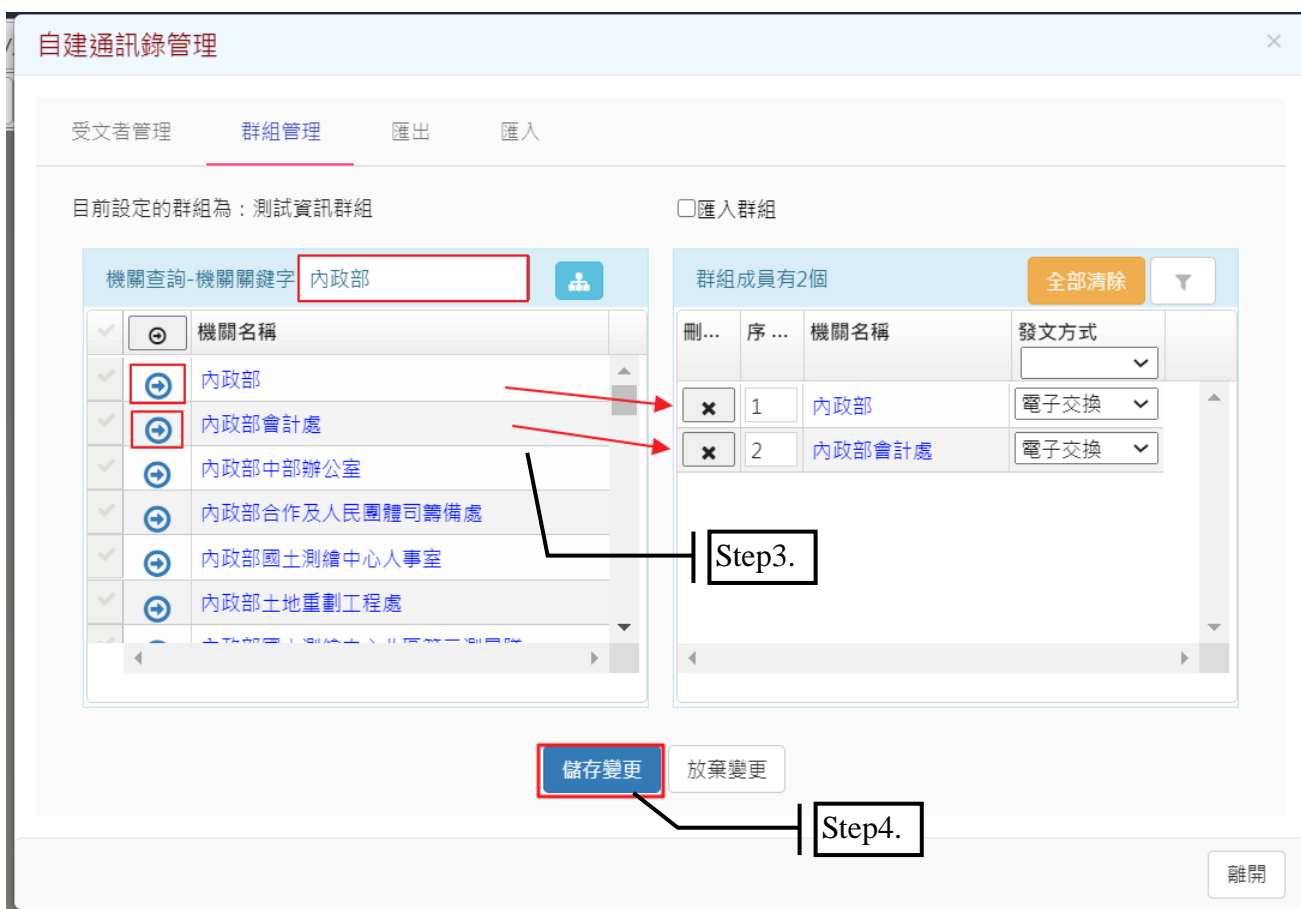 自建通訊錄管理
×
受文者管理 群組管理 匯出 匯入
目前設定的群組為：測試資訊群組
匯入群組
機關查詢-機關關鍵字 內政部
機關名稱
內政部
內政部會計處
內政部中部辦公室
內政部合作及人民團體司籌備處
內政部國土測繪中心人事室
內政部土地重劃工程處
群組成員有2個 全部清除
刪... 序 ... 機關名稱 發文方式
1 內政部 電子交換
2 內政部會計處 電子交換
Step3.
儲存變更 放棄變更
Step4.
離開